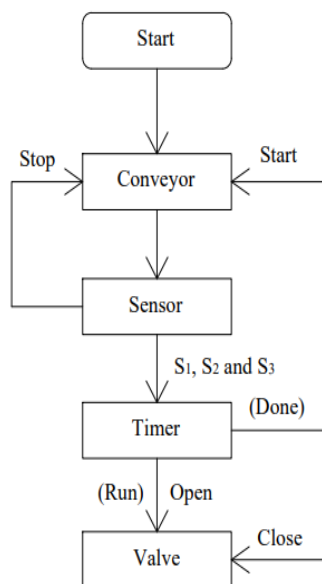 Start
Stop
Start
Conveyor
Sensor
S1, S2 and S3
(Done)
Timer
(Run) Open
Close
Valve